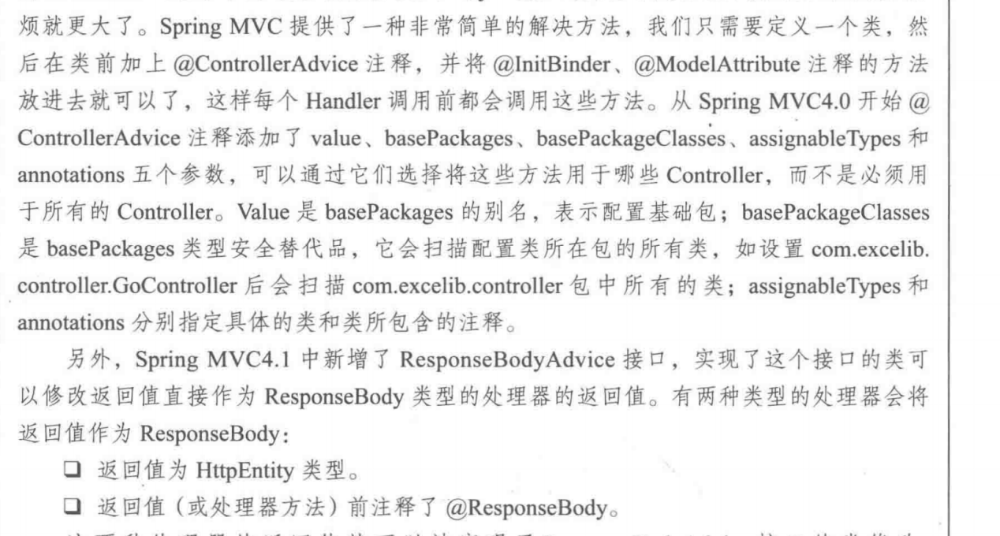 烦就更大了。Spring MVC 提供了一种非常简单的解决方法，我们只需要定义一个类，然
后在类前加上 @ControllerAdvice 注释，并将 @InitBinder、@ModelAttribute 注释的方法
放进去就可以了，这样每个 Handler 调用前都会调用这些方法。从 Spring MVC4.0 开始 @
ControllerAdvice 注释添加了 value、basePackages、basePackageClasses、assignableTypes 和
annotations 五个参数，可以通过它们选择将这些方法用于哪些 Controller，而不是必须用
于所有的 Controller。Value 是 basePackages 的别名，表示配置基础包；basePackageClasses
是 basePackages 类型安全替代品，它会扫描配置类所在包的所有类，如设置 com.excelib.
controller.GoController 后会扫描 com.excelib.controller 包中所有的类；assignableTypes 和
annotations 分别指定具体的类和类所包含的注释。
另外，Spring MVC4.1 中新增了 ResponseBodyAdvice 接口，实现了这个接口的类可
以修改返回值直接作为 ResponseBody 类型的处理器的返回值。有两种类型的处理器会将
返回值作为 ResponseBody：
❏ 返回值为 HttpEntity 类型。
❏ 返回值（或处理器方法）前注释了 @ResponseBody。